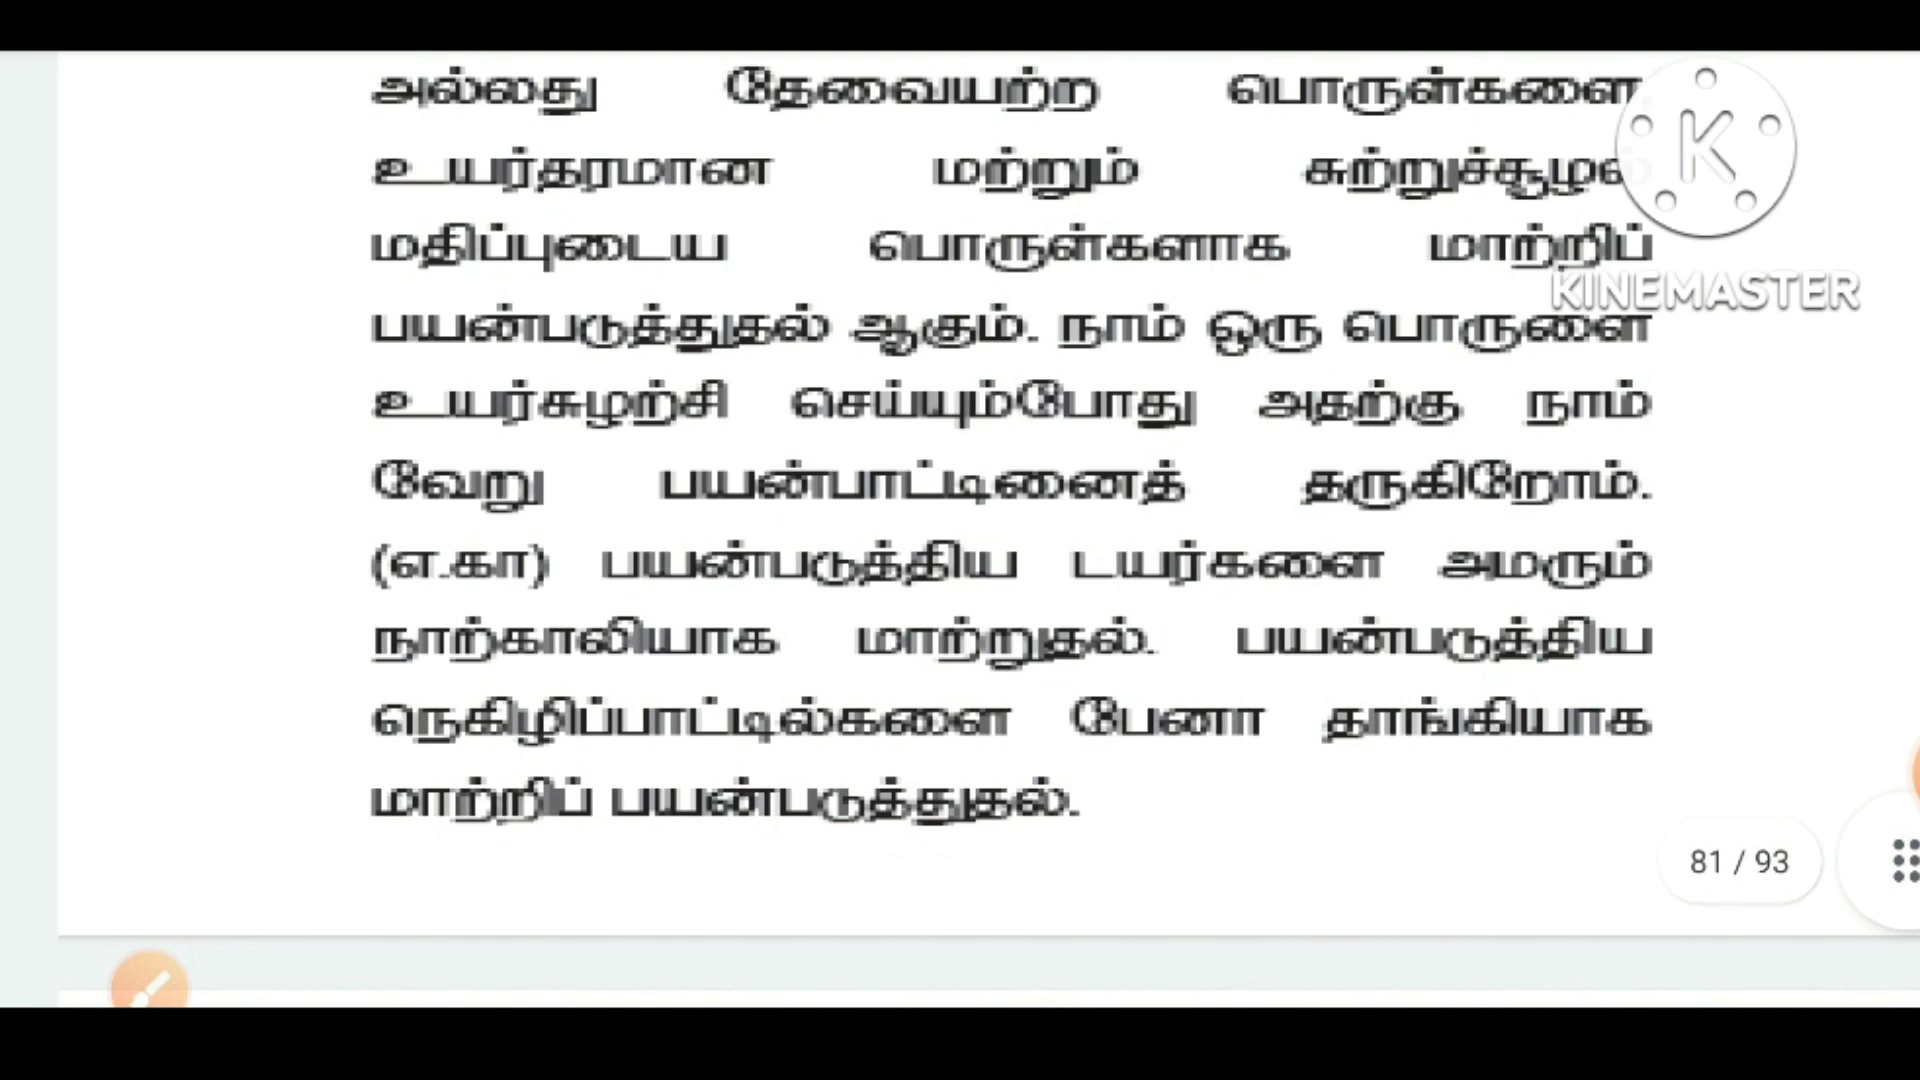 அல்லது தேவையற்ற பொருள்களை
உயர்தரமான மற்றும் சுற்றுச்சூழல்
மதிப்புடைய பொருள்களாக மாற்றிப்
பயன்படுத்துதல் ஆகும். நாம் ஒரு பொருளை
உயர்சுழற்சி செய்யும்போது அதற்கு நாம்
வேறு பயன்பாட்டினைத் தருகிறோம்.
(எ.கா) பயன்படுத்திய டயர்களை அமரும்
நாற்காலியாக மாற்றுதல். பயன்படுத்திய
நெகிழிப்பாட்டில்களை பேனா தாங்கியாக
மாற்றிப் பயன்படுத்துதல்.
K
KINEMASTER
81 / 93